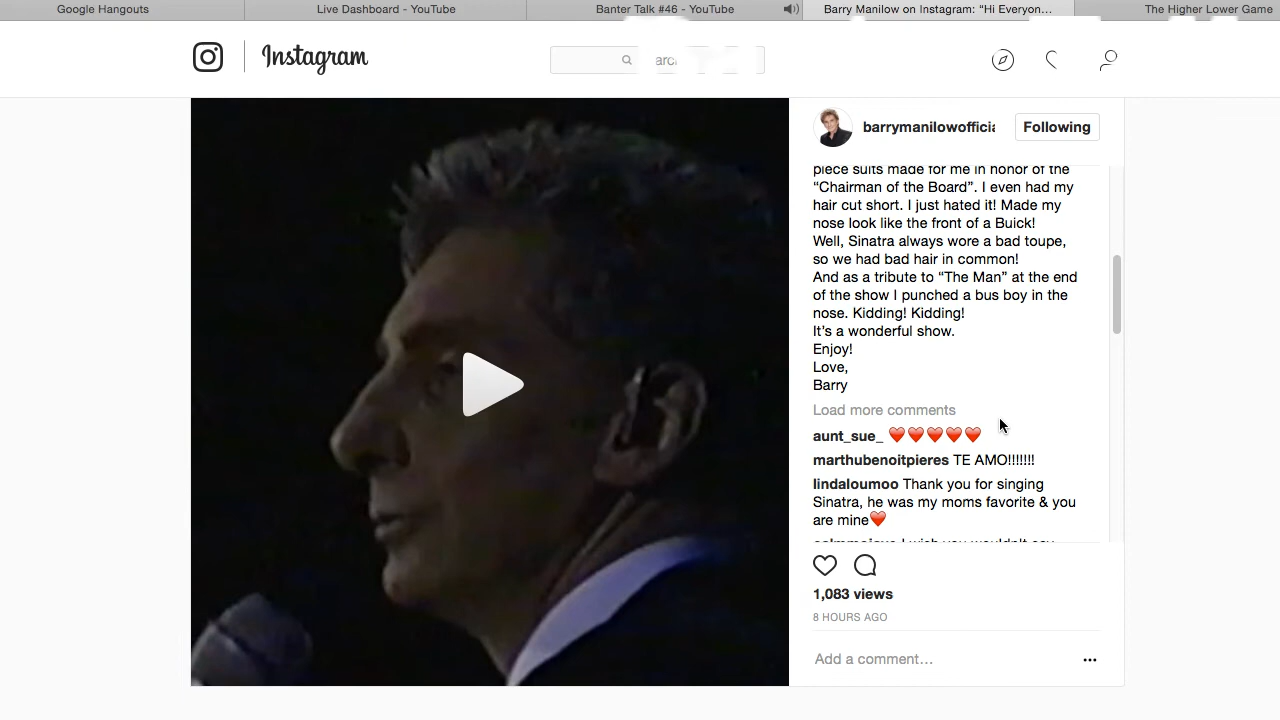 Google Hangouts
Live Dashboard - YouTube
Banter Talk #46 - YouTube
Barry Manilow on Instagram: “Hi Everyon...
The Higher Lower Game
Instagram
barrymanilowofficia
Following
piece suits made for me in honor of the
“Chairman of the Board”. I even had my
hair cut short. I just hated it! Made my
nose look like the front of a Buick!
Well, Sinatra always wore a bad toupe,
so we had bad hair in common!
And as a tribute to “The Man” at the end
of the show I punched a bus boy in the
nose. Kidding! Kidding!
It’s a wonderful show.
Enjoy!
Love,
Barry
Load more comments
aunt_sue_ ❤️❤️❤️❤️❤️
marthubenoitpieres TE AMO!!!!!!!
lindaloumoo Thank you for singing
Sinatra, he was my moms favorite & you
are mine❤️
I wish you wouldn't say
1,083 views
8 HOURS AGO
Add a comment…